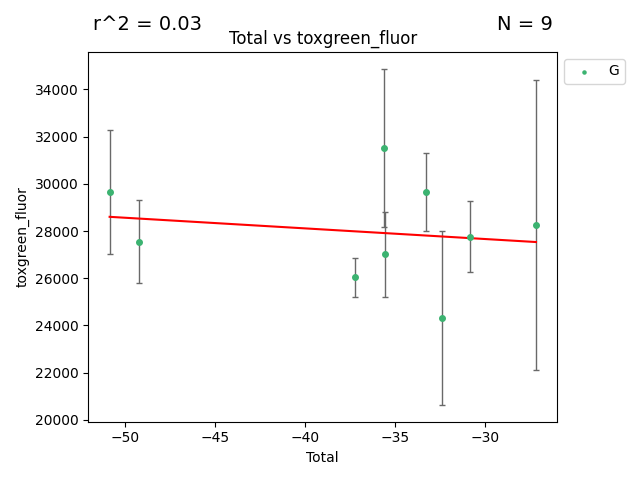 r^2 = 0.03
N = 9
Total vs toxgreen_fluor
G
34000
32000
30000
28000
26000
24000
22000
20000
toxgreen_fluor
−50
−45
−40
−35
−30
Total